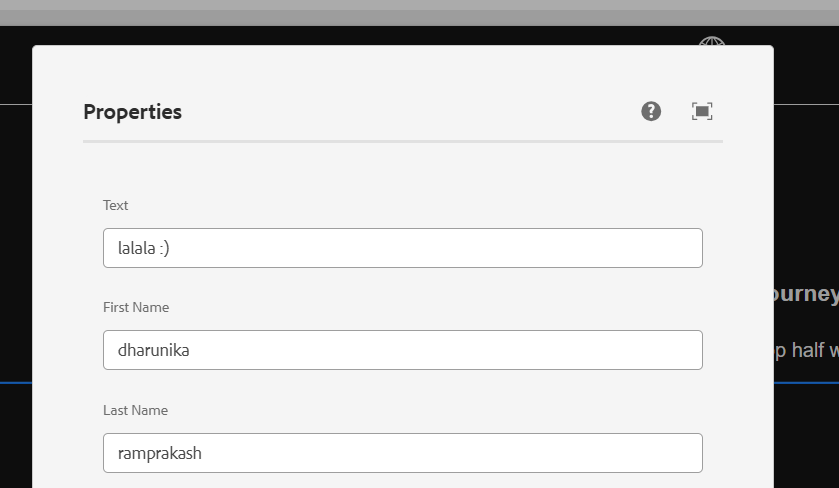 Properties
Text
lalala :)
ourney
First Name
dharunika
p half w
Last Name
ramprakash